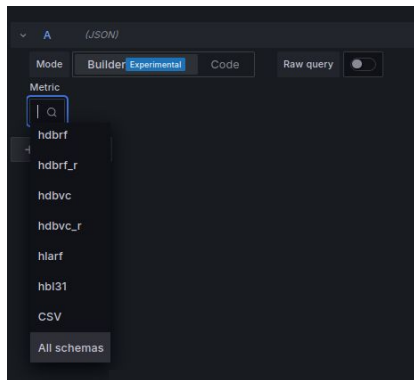 A (JSON)
Mode Builder Experimental Code Raw query
Metric
hdbrf
hdbrf_r
hdbvc
hdbvc_r
hlarf
hbl31
CSV
All schemas